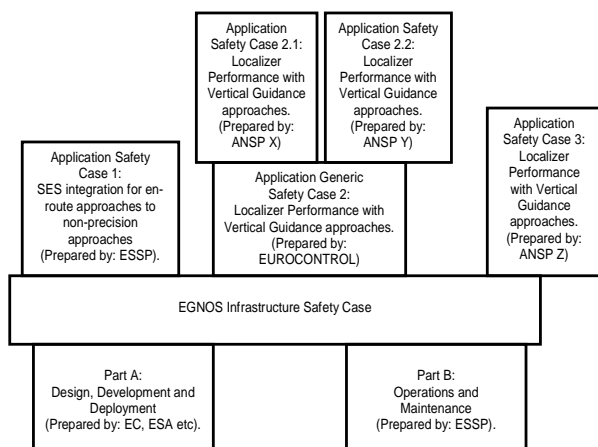 Application
Safety Case 2.1:
Localizer
Performance with
Vertical Guidance
approaches.
(Prepared by:
ANSP X)
Application Safety
Case 2.2:
Localizer
Performance with
Vertical Guidance
approaches.
(Prepared by:
ANSP Y)
Application
Safety Case 3:
Localizer
Performance
with Vertical
Guidance
approaches.
(Prepared by:
ANSP Z)
Application Safety
Case 1:
SES integration for en-
route approaches to
non-precision
approaches
(Prepared by: ESSP).
Application Generic
Safety Case 2:
Localizer Performance with
Vertical Guidance approaches.
(Prepared by:
EUROCONTROL)
EGNOS Infrastructure Safety Case
Part A:
Design, Development and
Deployment
(Prepared by: EC, ESA etc).
Part B:
Operations and
Maintenance
(Prepared by: ESSP).